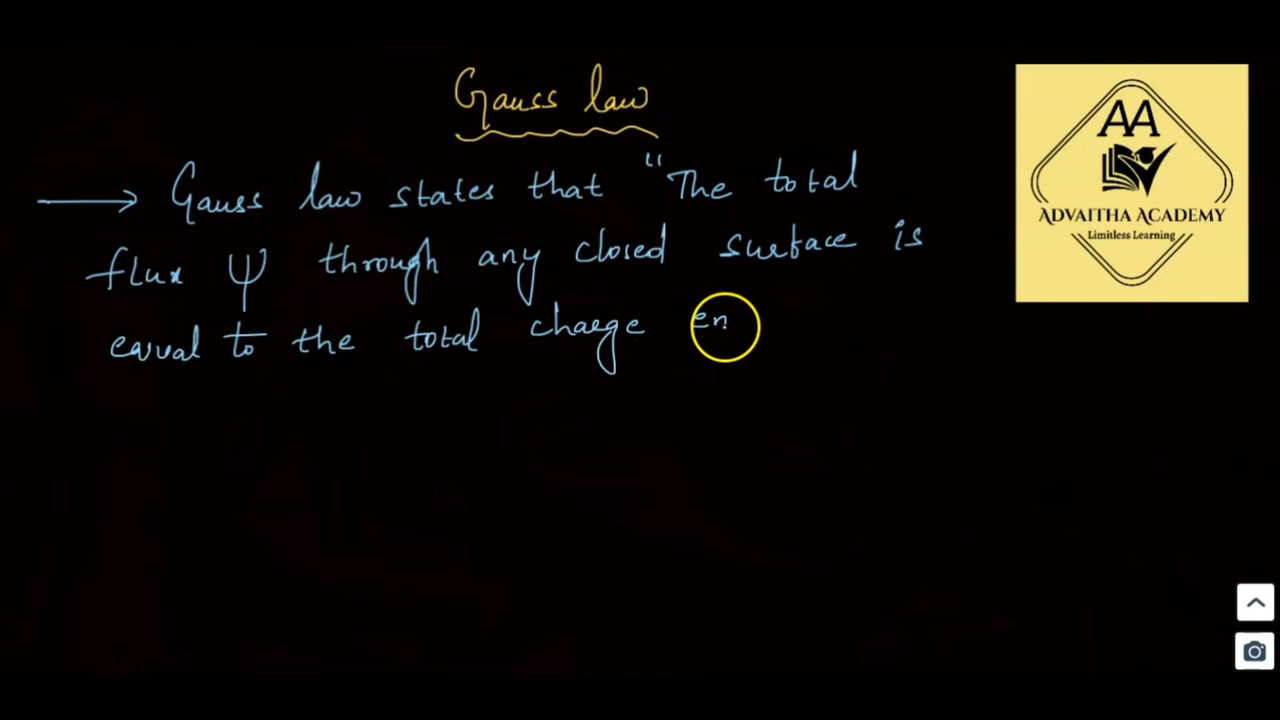 Gauss law
Gauss law states that "The total
flux ψ through any closed surface is
equal to the total charge en
AA
ADVAITHA ACADEMY
Limitless Learning